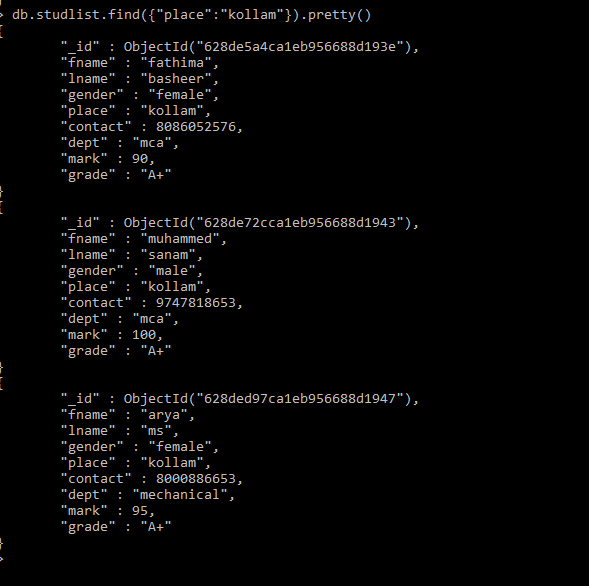 }
> db.studlist.find({"place":"kollam"}).pretty()
{
"_id" : ObjectId("628de5a4ca1eb956688d193e"),
"fname" : "fathima",
"lname" : "basheer",
"gender" : "female",
"place" : "kollam",
"contact" : 8086052576,
"dept" : "mca",
"mark" : 90,
"grade" : "A+"
}
{
"_id" : ObjectId("628de72cca1eb956688d1943"),
"fname" : "muhammed",
"lname" : "sanam",
"gender" : "male",
"place" : "kollam",
"contact" : 9747818653,
"dept" : "mca",
"mark" : 100,
"grade" : "A+"
}
{
"_id" : ObjectId("628ded97ca1eb956688d1947"),
"fname" : "arya",
"lname" : "ms",
"gender" : "female",
"place" : "kollam",
"contact" : 8000886653,
"dept" : "mechanical",
"mark" : 95,
"grade" : "A+"
}
>